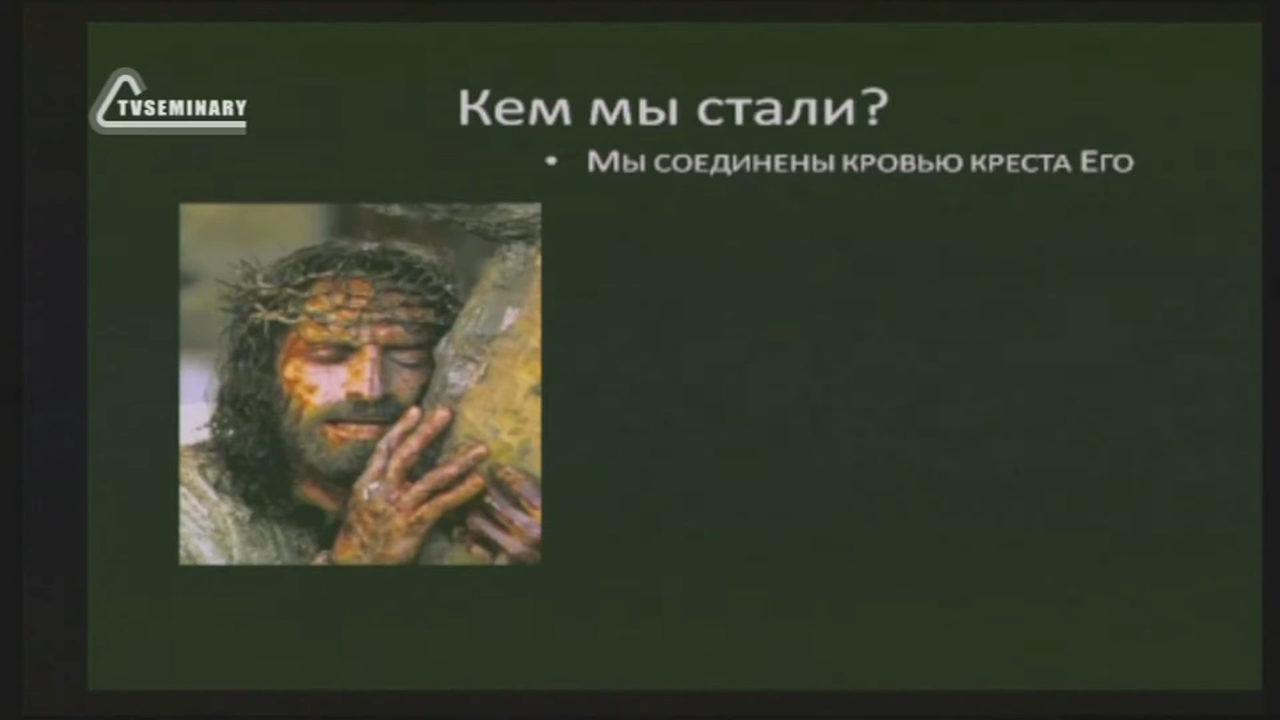 TVSEMINARY
Кем мы стали?
• Мы соединены кровью креста Его